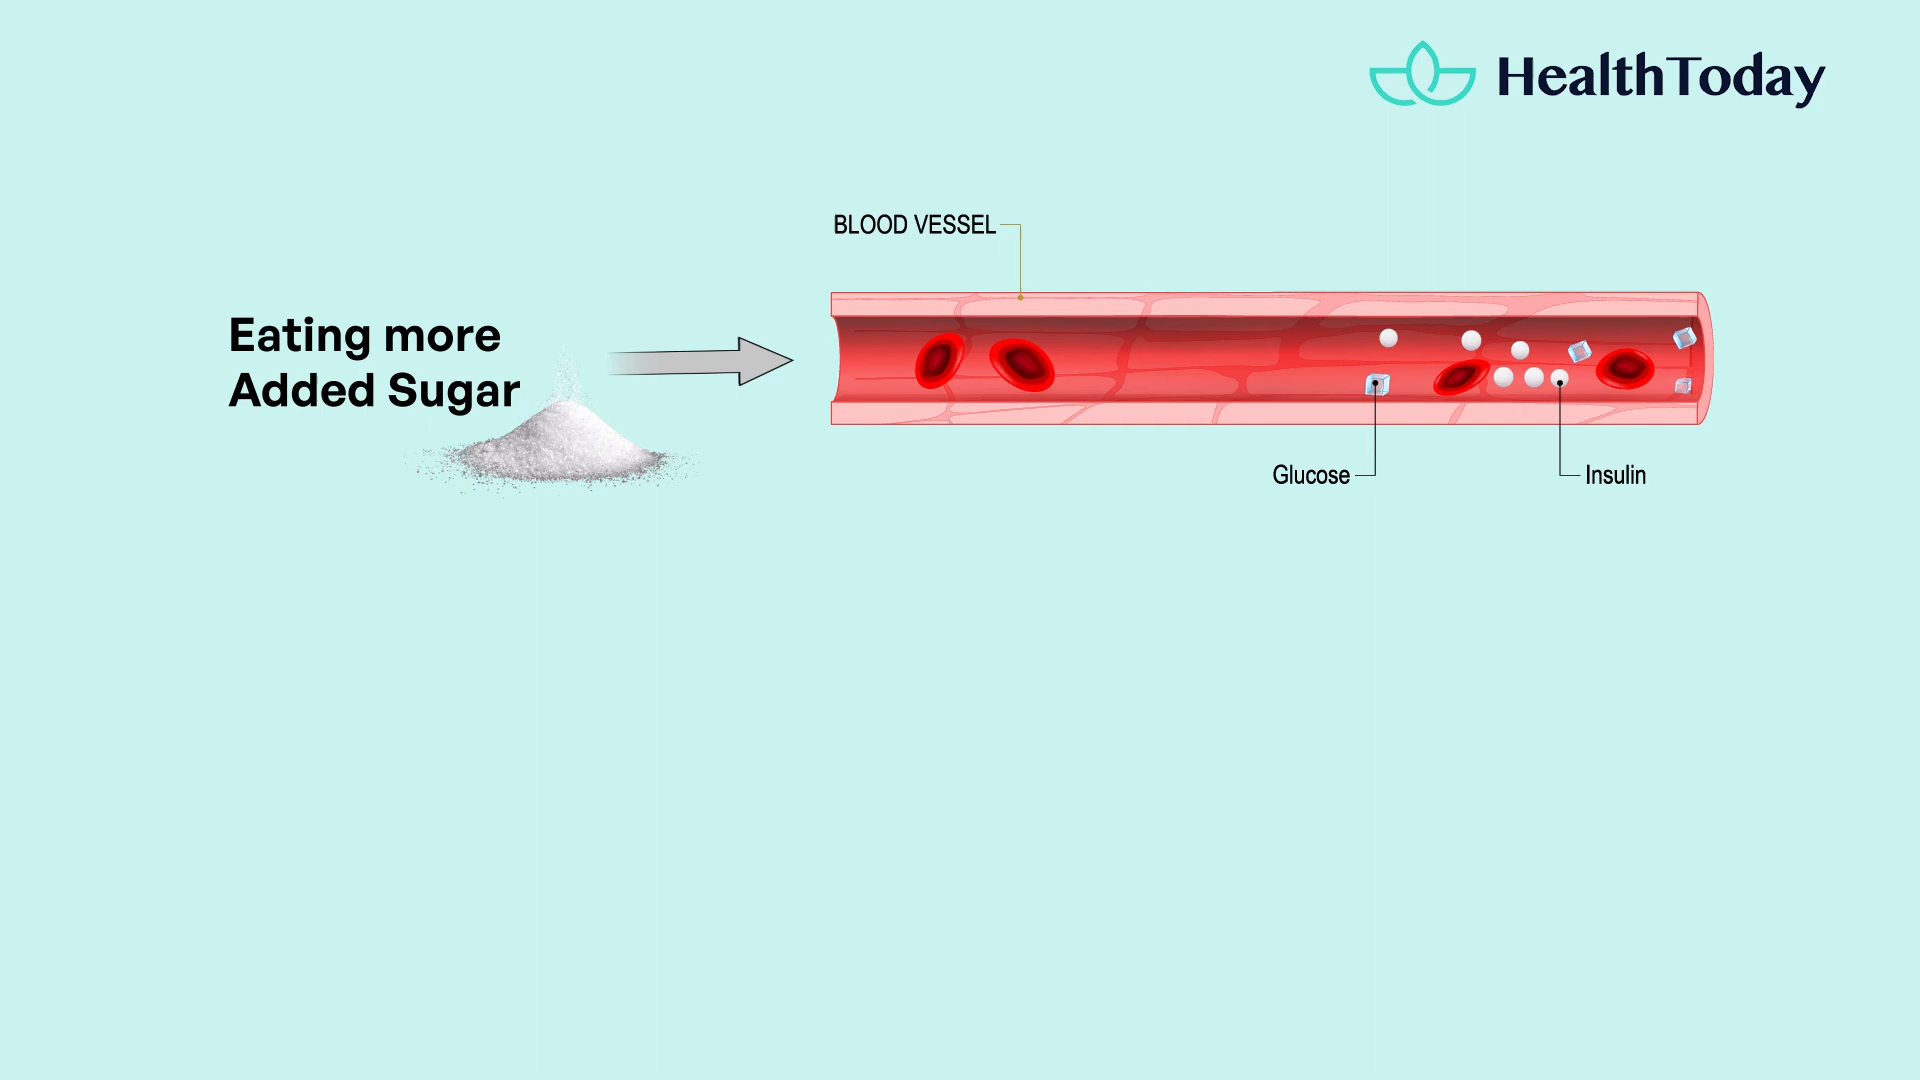 HealthToday
BLOOD VESSEL
Eating more
Added Sugar
Glucose
Insulin